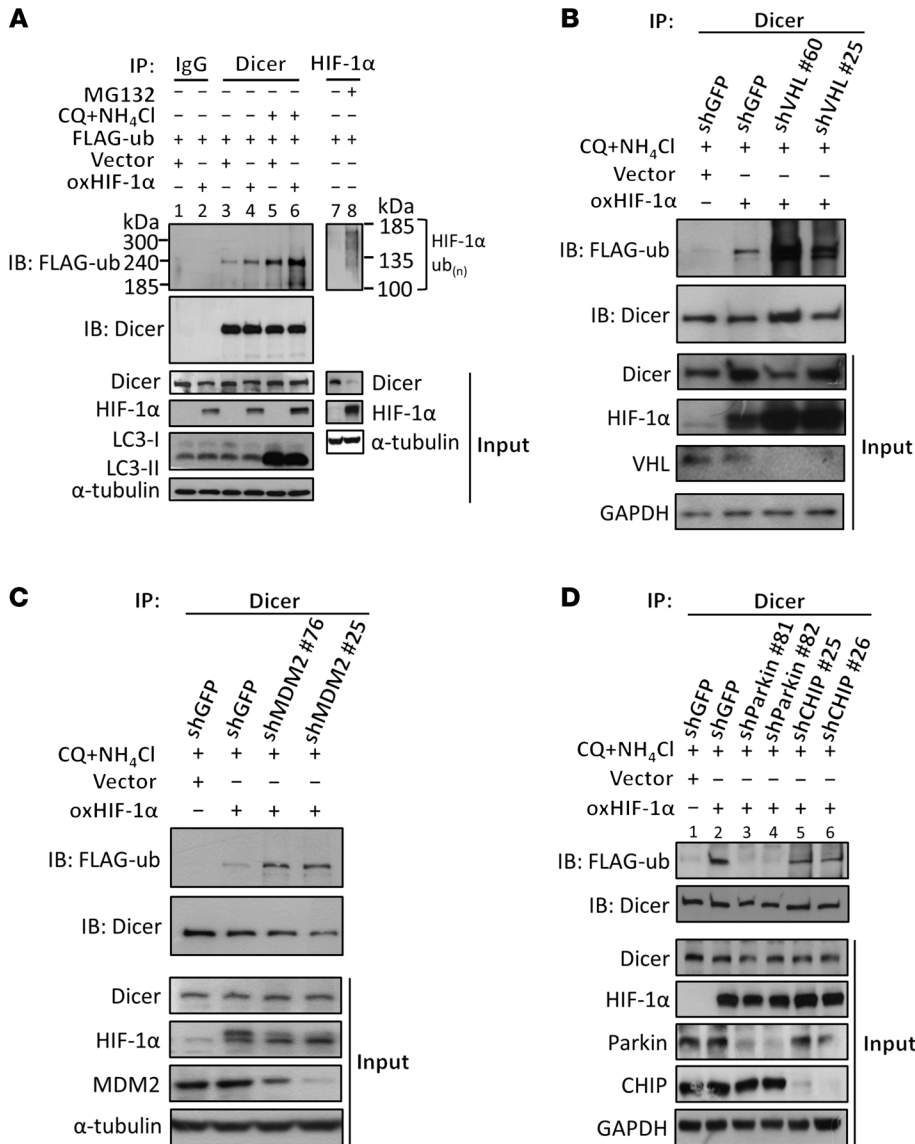 A
IP: IgG Dicer HIF-1α
MG132 – – – – – – – +
CQ+NH4Cl – – – – + + – –
FLAG-ub + + + + + + + +
Vector + – + – + – – –
oxHIF-1α – + – + – + – –
kDa 1 2 3 4 5 6 7 8 kDa
300
IB: FLAG-ub 240
185
185
135
100
HIF-1α
ub(n)
IB: Dicer
Dicer Dicer
HIF-1α HIF-1α
LC3-I α-tubulin
LC3-II
α-tubulin
Input
B
IP: Dicer
shGFP shGFP shVHL #60 shVHL #25
CQ+NH4Cl + + + +
Vector + – – –
oxHIF-1α – + + +
IB: FLAG-ub
IB: Dicer
Dicer
HIF-1α
VHL
GAPDH
Input
C
IP: Dicer
shGFP shGFP shMDM2 #76 shMDM2 #25
CQ+NH4Cl + + + +
Vector + – – –
oxHIF-1α – + + +
IB: FLAG-ub
IB: Dicer
Dicer
HIF-1α
MDM2
α-tubulin
Input
D
IP: Dicer
shGFP shGFP shParkin #81 shParkin #82 shCHIP #25 shCHIP #26
CQ+NH4Cl + + + + + +
Vector + – – – – –
oxHIF-1α – + + + + +
1 2 3 4 5 6
IB: FLAG-ub
IB: Dicer
Dicer
HIF-1α
Parkin
CHIP
GAPDH
Input